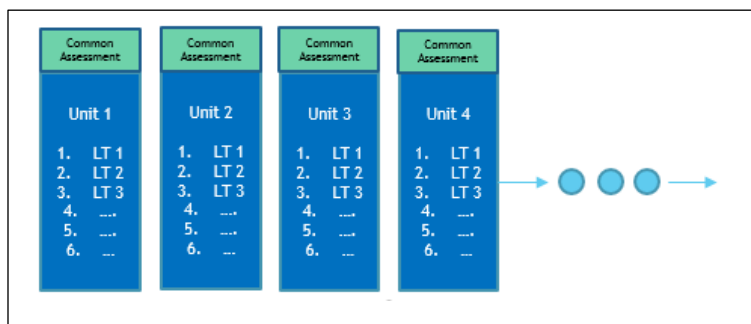 Common
Assessment
Unit 1
1. LT 1
2. LT 2
3. LT 3
4. ....
5. ....
6. ...
Common
Assessment
Unit 2
1. LT 1
2. LT 2
3. LT 3
4. ....
5. ....
6. ...
Common
Assessment
Unit 3
1. LT 1
2. LT 2
3. LT 3
4. ....
5. ....
6. ...
Common
Assessment
Unit 4
1. LT 1
2. LT 2
3. LT 3
4. ....
5. ....
6. ...